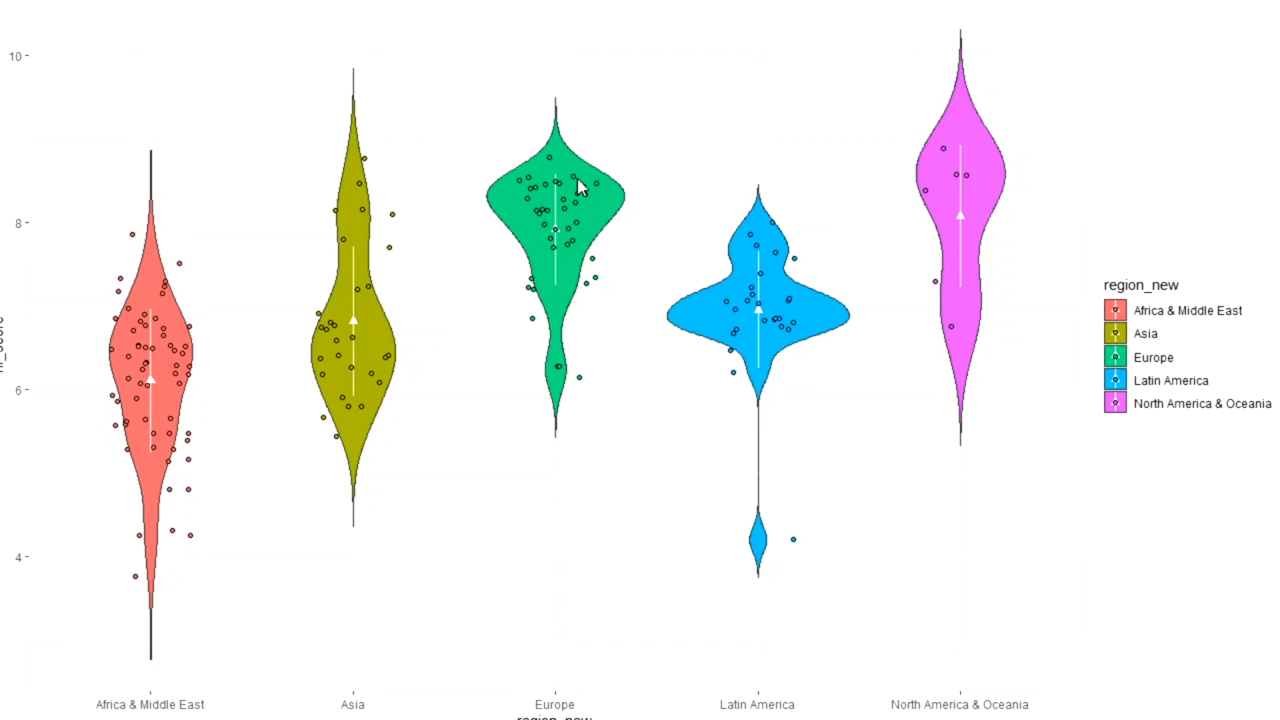 10
8
6
4
Africa & Middle East
Asia
Europe
Latin America
North America & Oceania
region_new
region_new
Africa & Middle East
Asia
Europe
Latin America
North America & Oceania